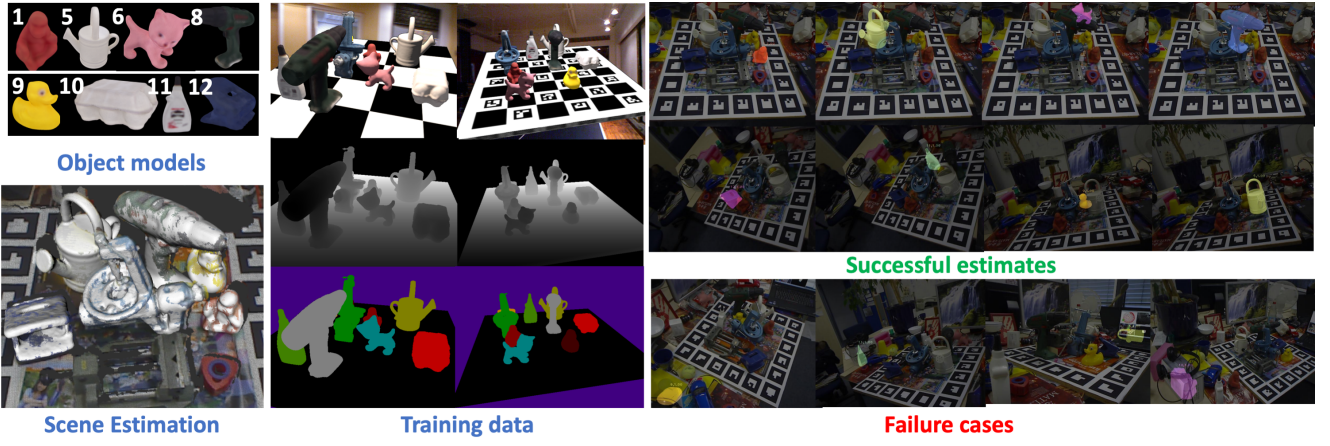 1 5 6 8
9 10 11 12
Object models
Scene Estimation
Training data
Successful estimates
Failure cases